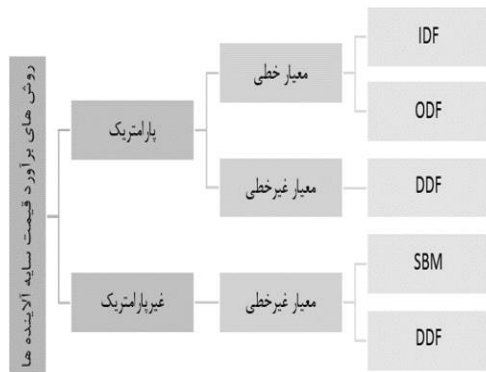 روش های برآورد قیمت سایه آلاینده ها
پارامتریک
معیار خطی
IDF
ODF
معیار غیرخطی
DDF
غیرپارامتریک
معیار غیرخطی
SBM
DDF